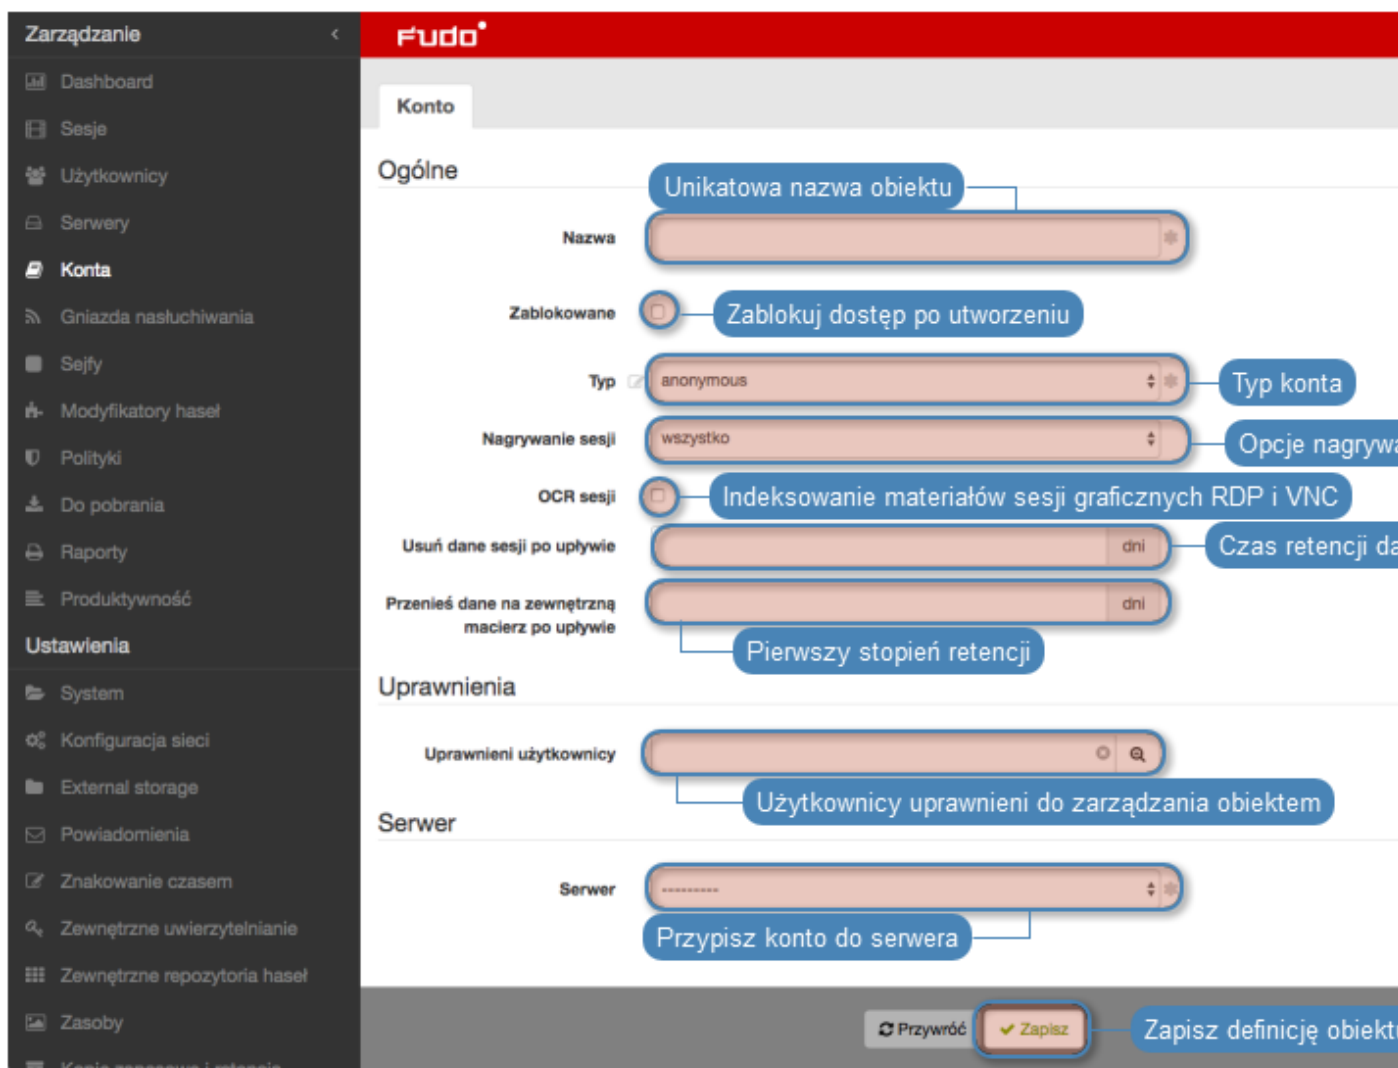 Zarządzanie
Dashboard
Sesje
Użytkownicy
Serwery
Konta
Gniazda nasłuchiwania
Sejfy
Modyfikatory haseł
Polityki
Do pobrania
Raporty
Produktywność
Ustawienia
System
Konfiguracja sieci
External storage
Powiadomienia
Znakowanie czasem
Zewnętrzne uwierzytelnianie
Zewnętrzne repozytoria haseł
Zasoby
FUDO
Konto
Ogólne
Unikatowa nazwa obiektu
Nazwa
Zablokowane
Zablokuj dostęp po utworzeniu
Typ anonymous
Typ konta
Nagrywanie sesji wszystko
Opcje nagrywa
OCR sesji
Indeksowanie materiałów sesji graficznych RDP i VNC
Usuń dane sesji po upływie dni
Czas retencji da
Przenieś dane na zewnętrzną dni
macierz po upływie
Pierwszy stopień retencji
Uprawnienia
Uprawnieni użytkownicy
Użytkownicy uprawnieni do zarządzania obiektem
Serwer
Serwer ---------
Przypisz konto do serwera
Przywróć Zapisz
Zapisz definicję obiektu